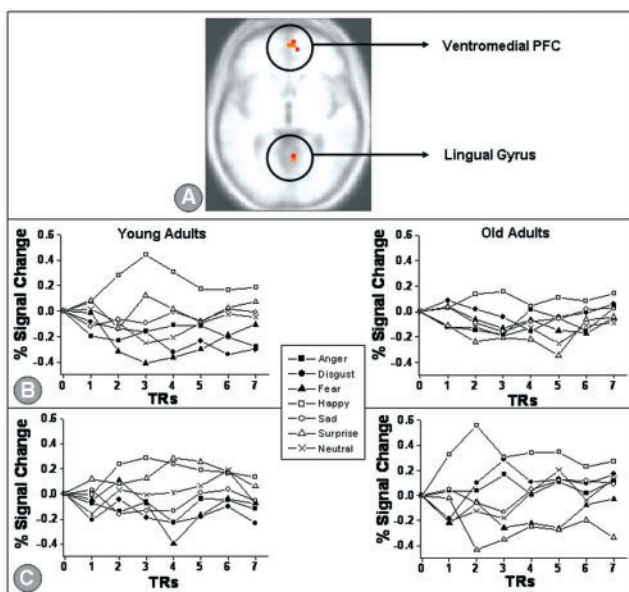 Ventromedial PFC
Lingual Gyrus
A
Young Adults
Old Adults
% Signal Change
0.6
0.4
0.2
0.0
-0.2
-0.4
0 1 2 3 4 5 6 7
TRs
% Signal Change
0.6
0.4
0.2
0.0
-0.2
-0.4
0 1 2 3 4 5 6 7
TRs
B
Anger
Disgust
Fear
Happy
Sad
Surprise
Neutral
% Signal Change
0.6
0.4
0.2
0.0
-0.2
-0.4
0 1 2 3 4 5 6 7
TRs
% Signal Change
0.6
0.4
0.2
0.0
-0.2
-0.4
0 1 2 3 4 5 6 7
TRs
C